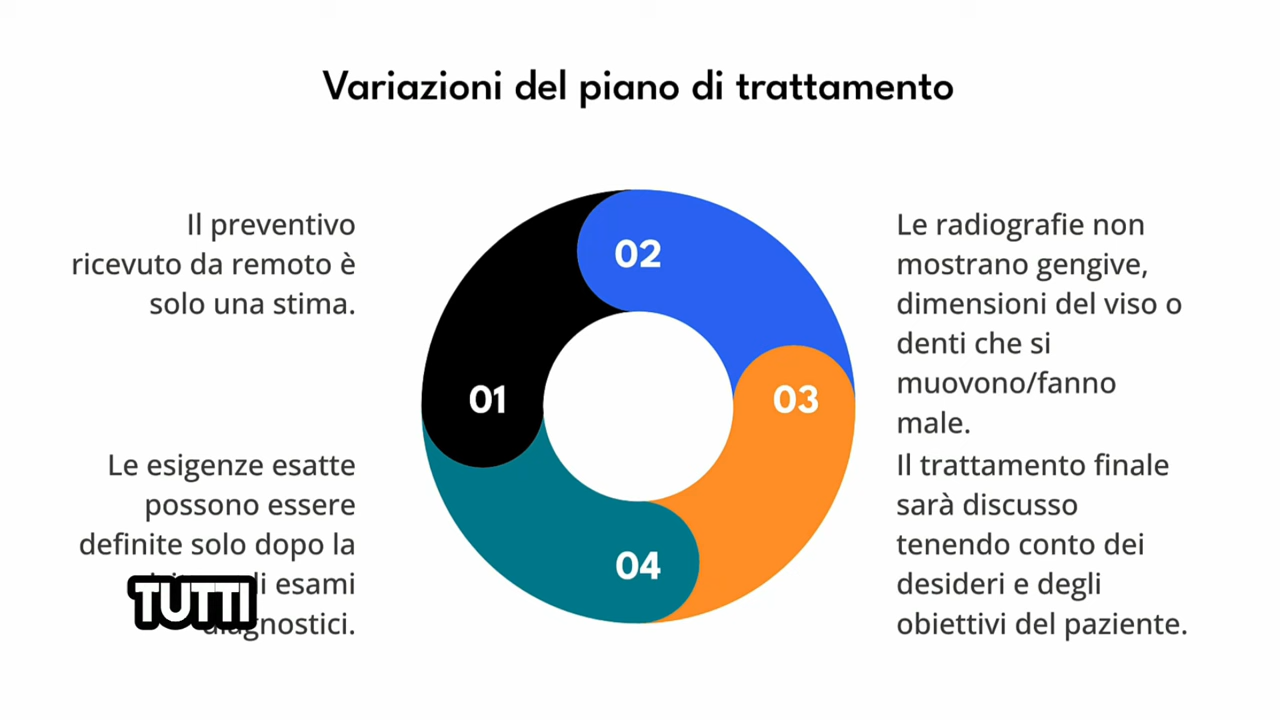 Variazioni del piano di trattamento
Il preventivo
ricevuto da remoto è
solo una stima.
02
Le radiografie non
mostrano gengive,
dimensioni del viso o
denti che si
muovono/fanno
male.
01
03
Le esigenze esatte
possono essere
definite solo dopo la
esami
diagnostici.
TUTTI
04
Il trattamento finale
sarà discusso
tenendo conto dei
desideri e degli
obiettivi del paziente.